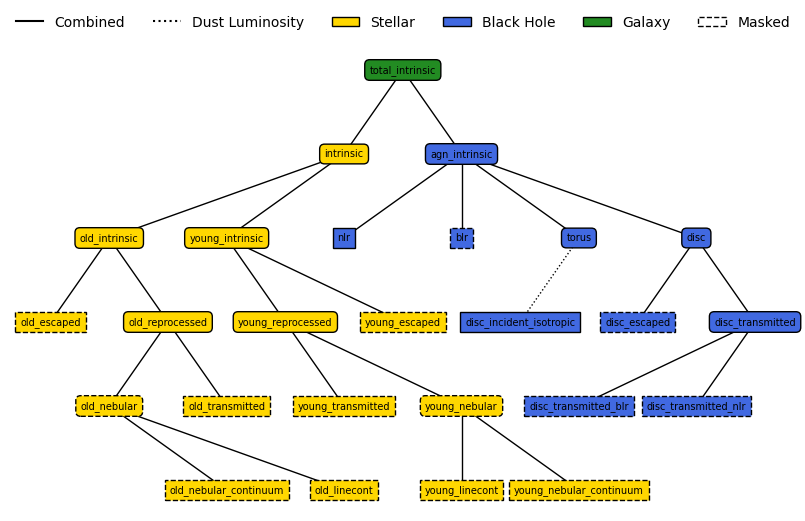 Combined Dust Luminosity Stellar Black Hole Galaxy Masked
total_intrinsic
intrinsic agn_intrinsic
old_intrinsic young_intrinsic nlr blr torus disc
old_escaped old_reprocessed young_reprocessed young_escaped disc_incident_isotropic disc_escaped disc_transmitted
old_nebular old_transmitted young_transmitted young_nebular disc_transmitted_blr disc_transmitted_nlr
old_nebular_continuum old_linecont young_linecont young_nebular_continuum